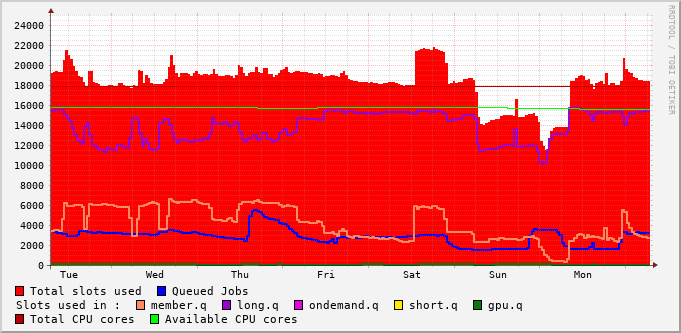 24000
22000
20000
18000
16000
14000
12000
10000
8000
6000
4000
2000
0
Tue Wed Thu Fri Sat Sun Mon
RRDTOOL / TOBI OETIKER
Total slots used Queued Jobs
Slots used in : member.q long.q ondemand.q short.q gpu.q
Total CPU cores Available CPU cores